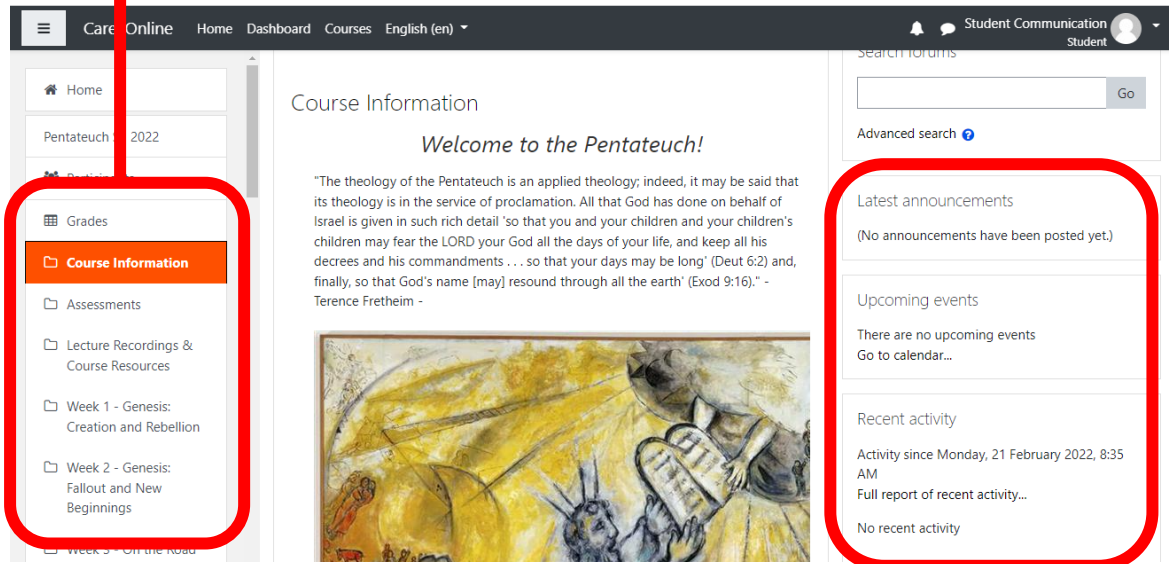 Care Online Home Dashboard Courses English (en)
Student Communication
Student
Home
Pentateuch 2022
Participants
Grades
Course Information
Assessments
Lecture Recordings &
Course Resources
Week 1 - Genesis:
Creation and Rebellion
Week 2 - Genesis:
Fallout and New
Beginnings
Week 3 - On the Road
Course Information
Welcome to the Pentateuch!
"The theology of the Pentateuch is an applied theology; indeed, it may be said that
its theology is in the service of proclamation. All that God has done on behalf of
Israel is given in such rich detail 'so that you and your children and your children's
children may fear the LORD your God all the days of your life, and keep all his
decrees and his commandments . . . so that your days may be long' (Deut 6:2) and,
finally, so that God's name [may] resound through all the earth' (Exod 9:16)." -
Terence Fretheim -
Search forums
Go
Advanced search
Latest announcements
(No announcements have been posted yet.)
Upcoming events
There are no upcoming events
Go to calendar...
Recent activity
Activity since Monday, 21 February 2022, 8:35
AM
Full report of recent activity...
No recent activity